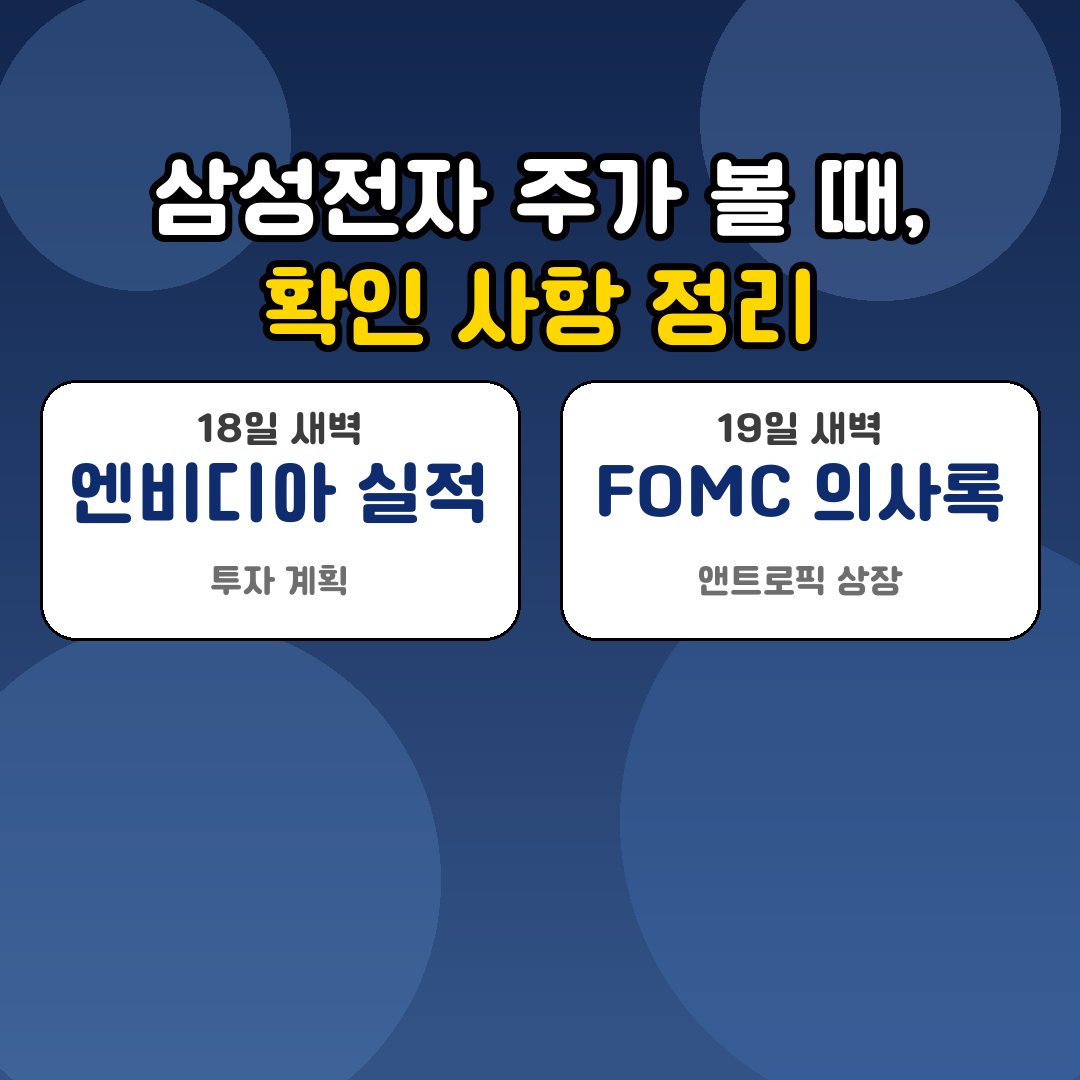 삼성전자 주가 볼 때,
확인 사항 정리
18일 새벽
엔비디아 실적
투자 계획
19일 새벽
FOMC 의사록
앤트로픽 상장